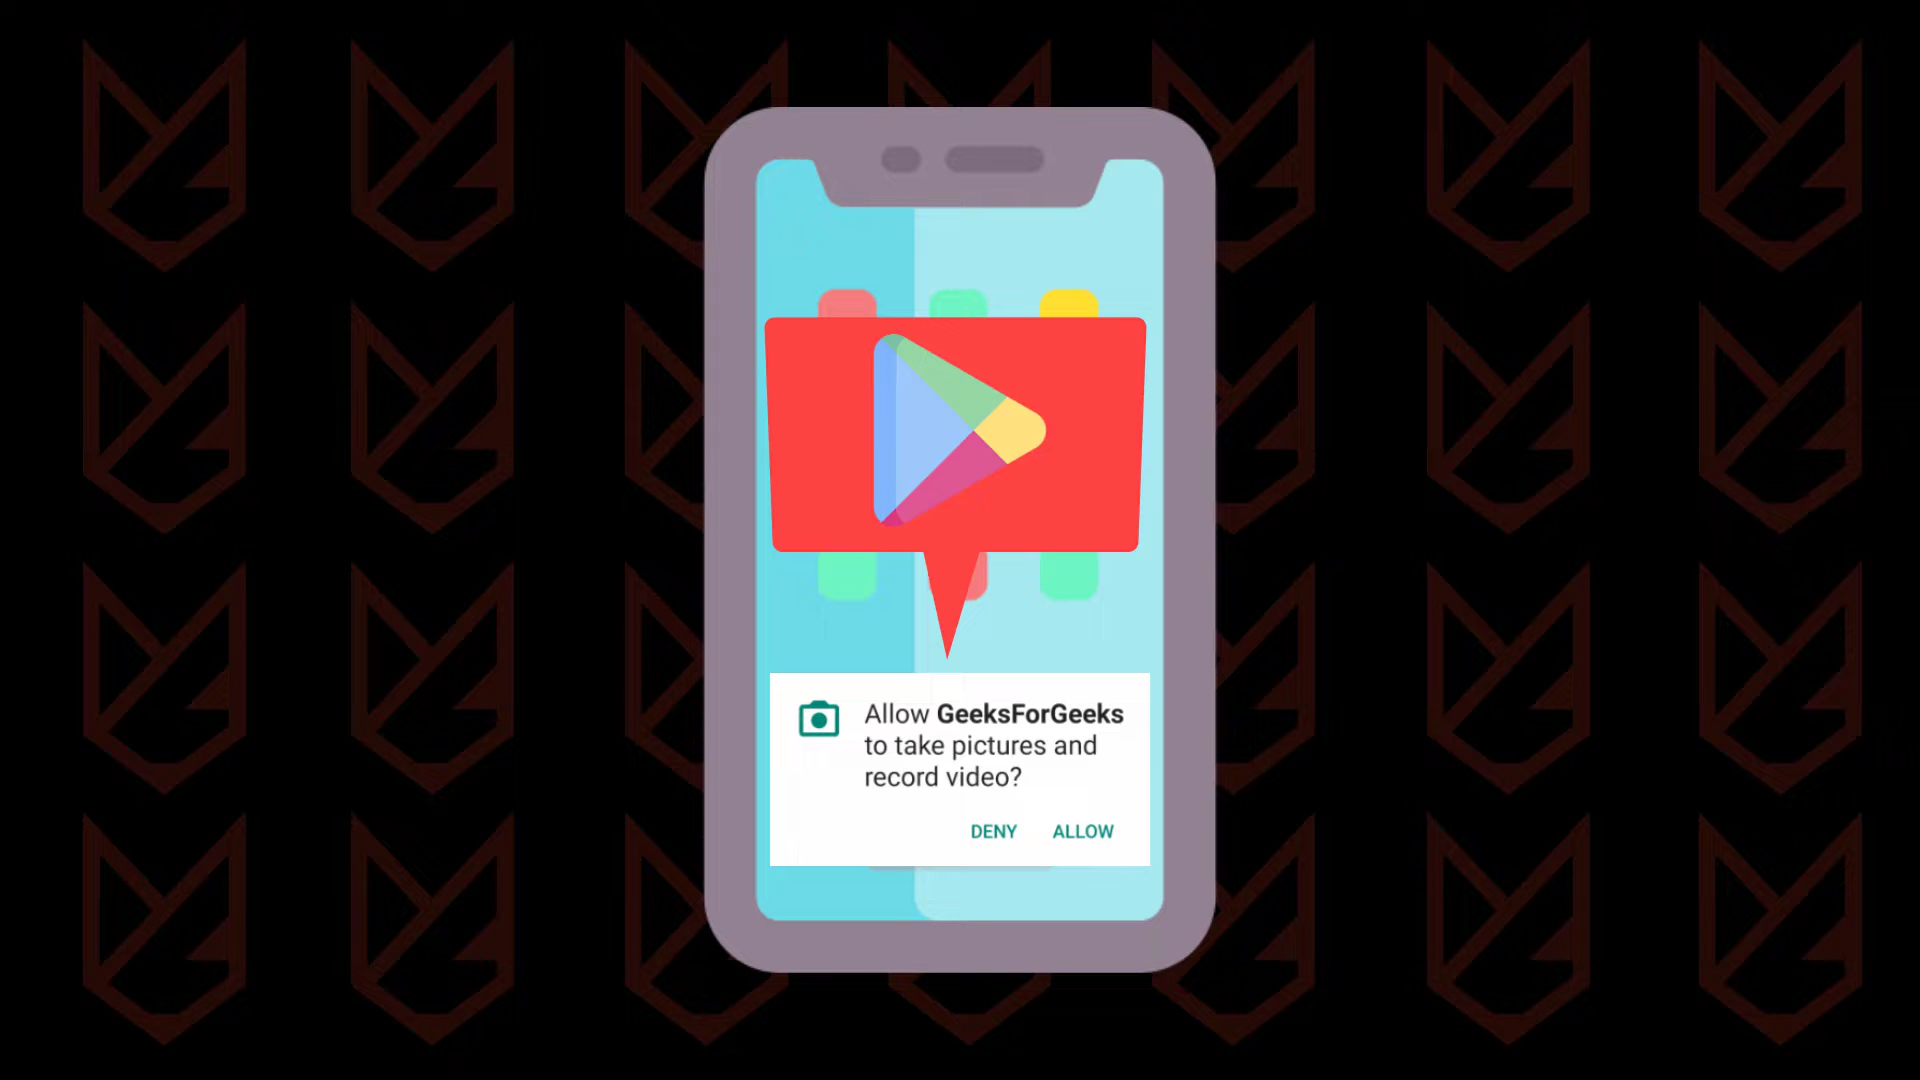 Allow GeeksForGeeks
to take pictures and
record video?
DENY ALLOW